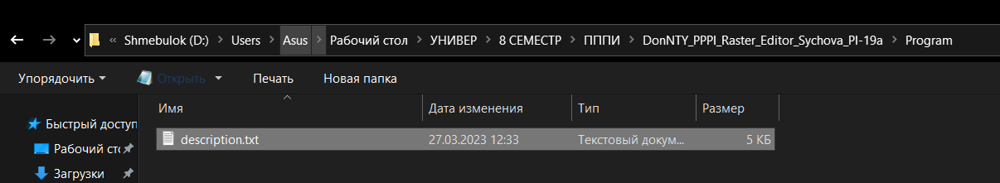 « Shmebulok (D:) > Users > Asus > Рабочий стол > УНИВЕР > 8 СЕМЕСТР > ПППИ > DonNTY_PPPI_Raster_Editor_Sychova_PI-19a > Program
Упорядочить Открыть Печать Новая папка
Имя Дата изменения Тип Размер
Быстрый доступ
description.txt 27.03.2023 12:33 Текстовый докум... 5 КБ
Рабочий сто
Загрузки